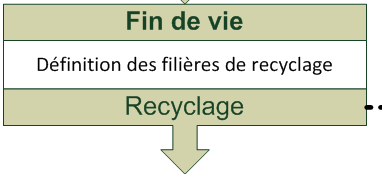 Fin de vie
Définition des filières de recyclage
Recyclage